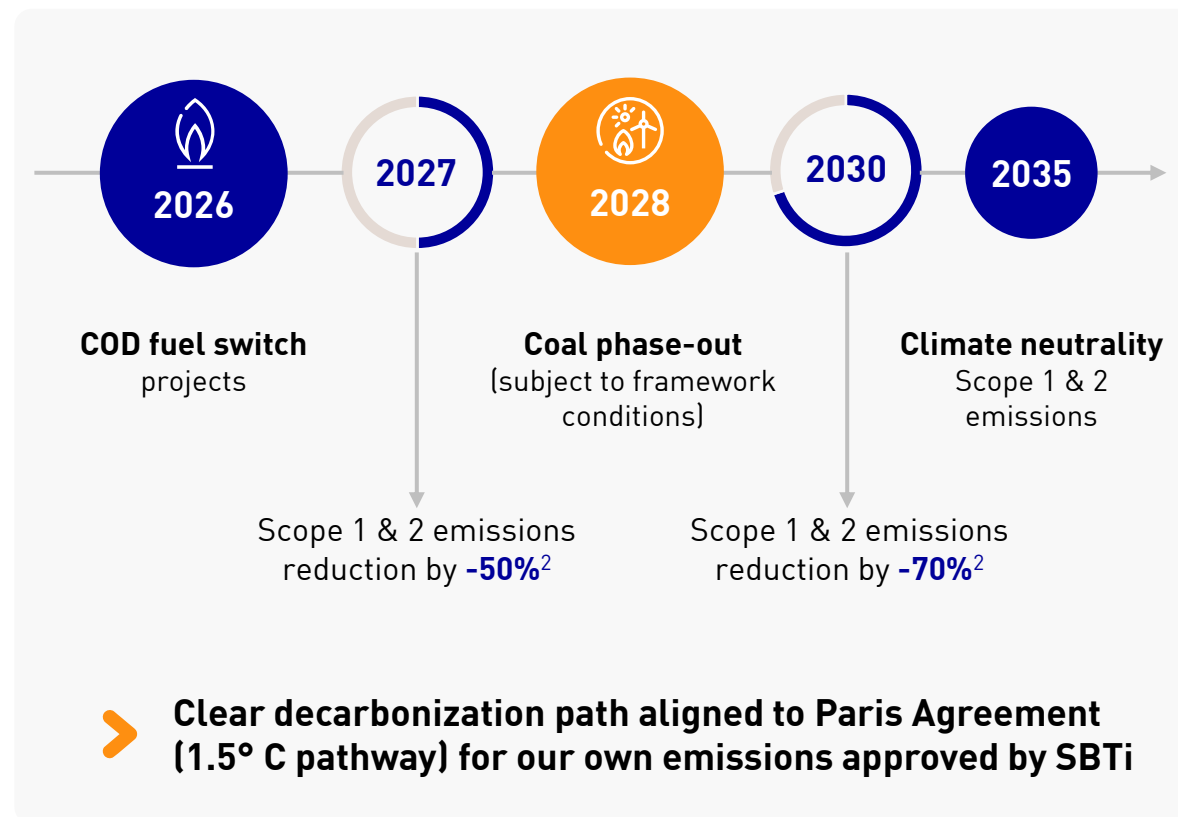 2026
2027
2028
2030
2035
COD fuel switch
projects
Coal phase-out
(subject to framework
conditions)
Climate neutrality
Scope 1 & 2
emissions
Scope 1 & 2 emissions
reduction by -50%²
Scope 1 & 2 emissions
reduction by -70%²
Clear decarbonization path aligned to Paris Agreement
(1.5° C pathway) for our own emissions approved by SBTi